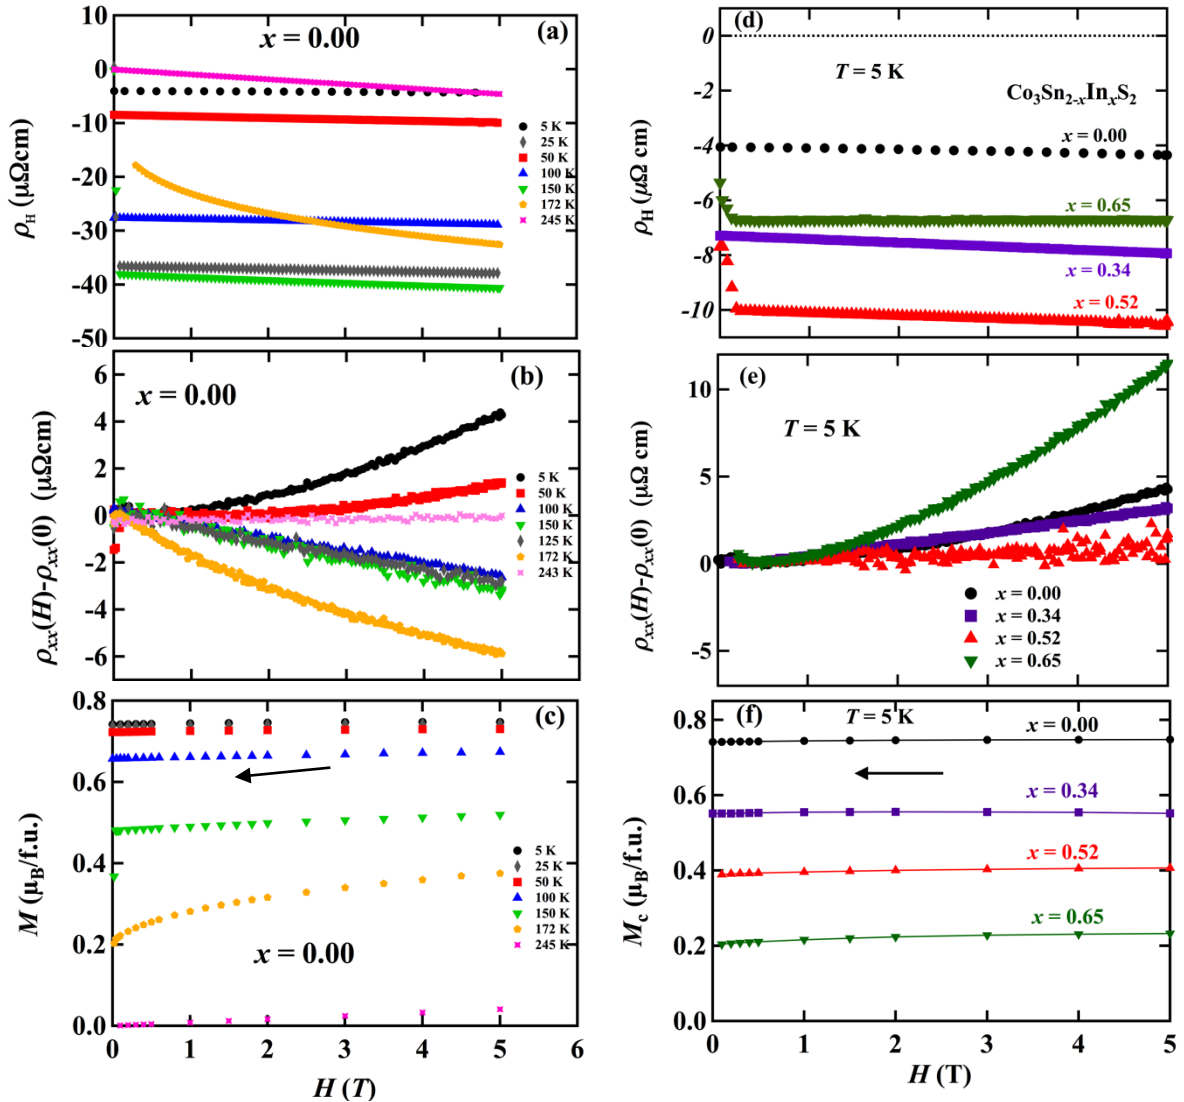 x = 0.00
(a)
ρH (μΩcm)
10
0
-10
-20
-30
-40
-50
5 K
25 K
50 K
100 K
150 K
172 K
245 K
(b)
x = 0.00
ρxx(H)-ρxx(0) (μΩcm)
6
4
2
0
-2
-4
-6
5 K
50 K
100 K
150 K
125 K
172 K
243 K
(c)
M (μB/f.u.)
0.8
0.6
0.4
0.2
0.0
5 K
25 K
50 K
100 K
150 K
172 K
245 K
x = 0.00
0 1 2 3 4 5 6
H (T)
(d)
T = 5 K
Co3Sn2-xInxS2
ρH (μΩ cm)
0
-2
-4
-6
-8
-10
x = 0.00
x = 0.65
x = 0.34
x = 0.52
(e)
T = 5 K
ρxx(H)-ρxx(0) (μΩ cm)
10
5
0
-5
x = 0.00
x = 0.34
x = 0.52
x = 0.65
(f)
T = 5 K
Mc (μB/f.u.)
0.8
0.6
0.4
0.2
0.0
x = 0.00
x = 0.34
x = 0.52
x = 0.65
0 1 2 3 4 5
H (T)